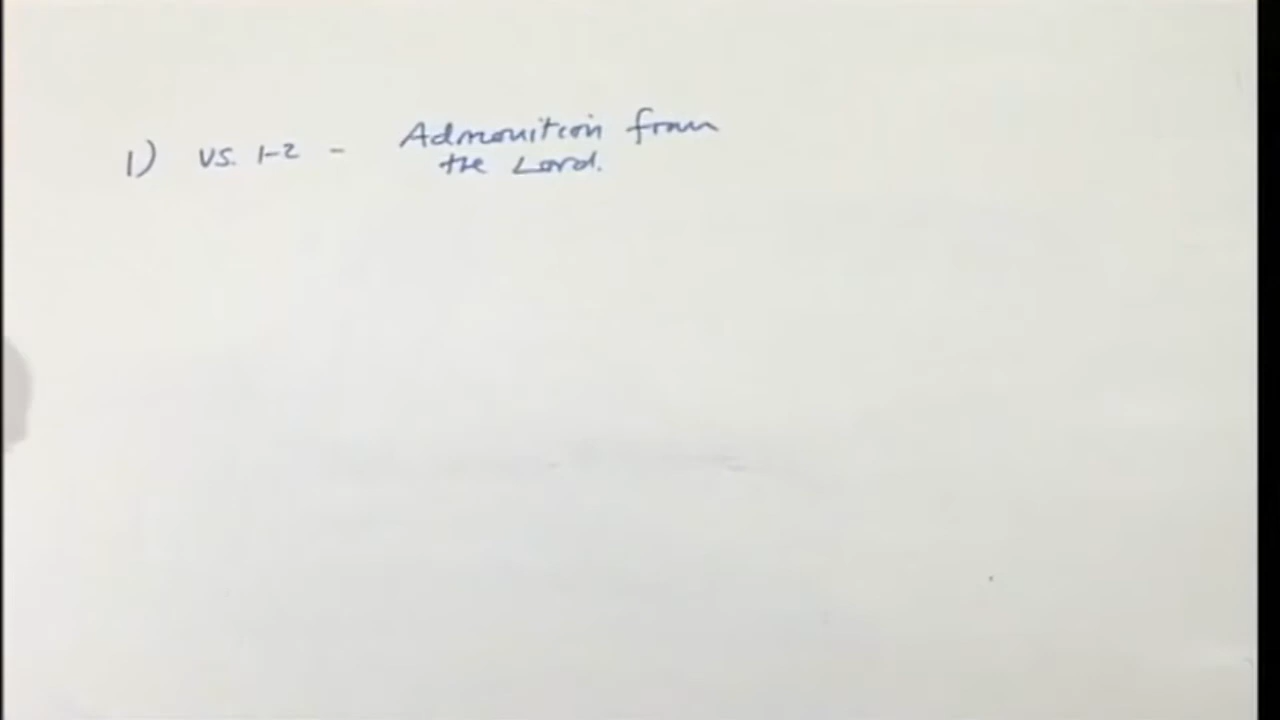 1) vs. 1-2 - Admonition from
the Lord.